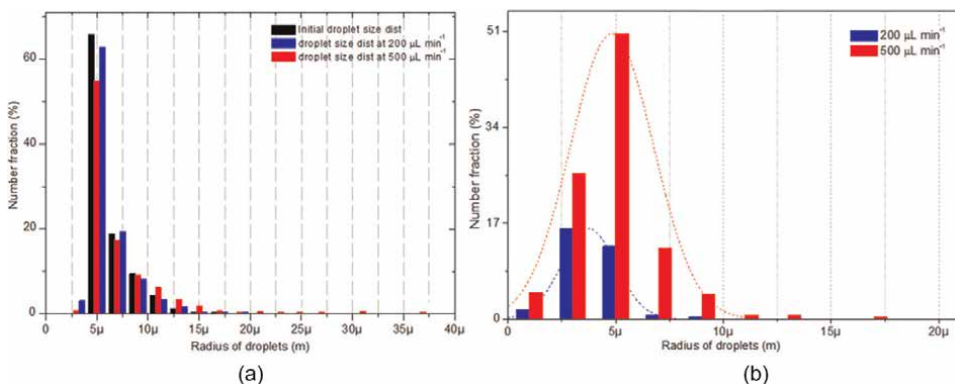 Initial droplet size dist
droplet size dist at 200 μL min⁻¹
droplet size dist at 500 μL min⁻¹
Number fraction (%)
60
40
20
0
0
5μ
10μ
15μ
20μ
25μ
30μ
35μ
40μ
Radius of droplets (m)
(a)
200 μL min⁻¹
500 μL min⁻¹
Number fraction (%)
51
34
17
0
0
5μ
10μ
15μ
20μ
Radius of droplets (m)
(b)